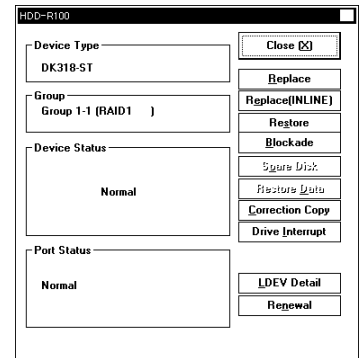 HDD-R100
Device Type
DK318-ST
Group
Group 1-1 (RAID1 )
Device Status
Normal
Port Status
Normal
Close (X)
Replace
Replace(INLINE)
Restore
Blockade
Spare Disk
Restore Data
Correction Copy
Drive Interrupt
LDEV Detail
Renewal